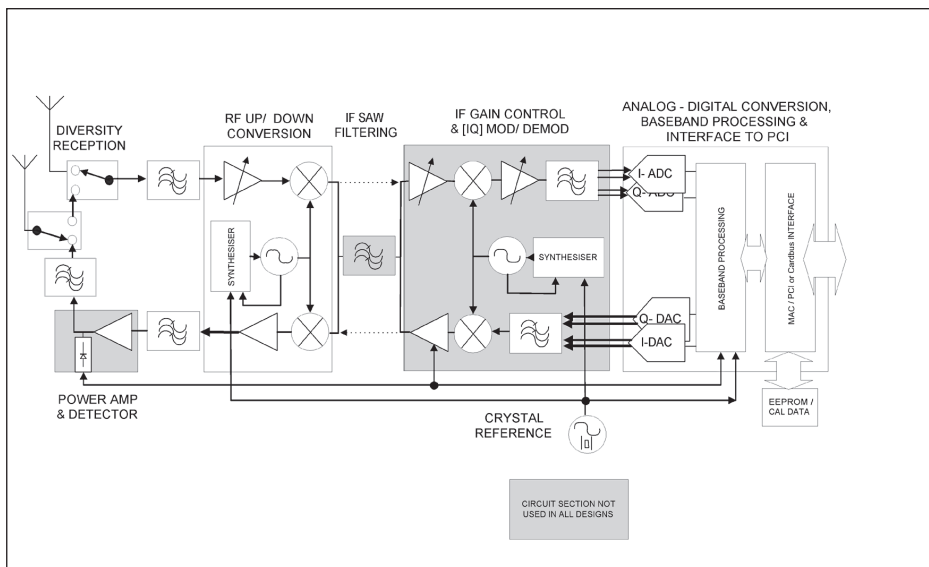 DIVERSITY
RECEPTION
RF UP/ DOWN
CONVERSION
IF SAW
FILTERING
IF GAIN CONTROL
& [IQ] MOD/ DEMOD
ANALOG - DIGITAL CONVERSION,
BASEBAND PROCESSING &
INTERFACE TO PCI
I- ADC
Q- ADC
SYNTHESISER
SYNTHESISER
BASEBAND PROCESSING
MAC / PCI or Cardbus INTERFACE
Q- DAC
I-DAC
POWER AMP
& DETECTOR
CRYSTAL
REFERENCE
EEPROM /
CAL DATA
CIRCUIT SECTION NOT
USED IN ALL DESIGNS